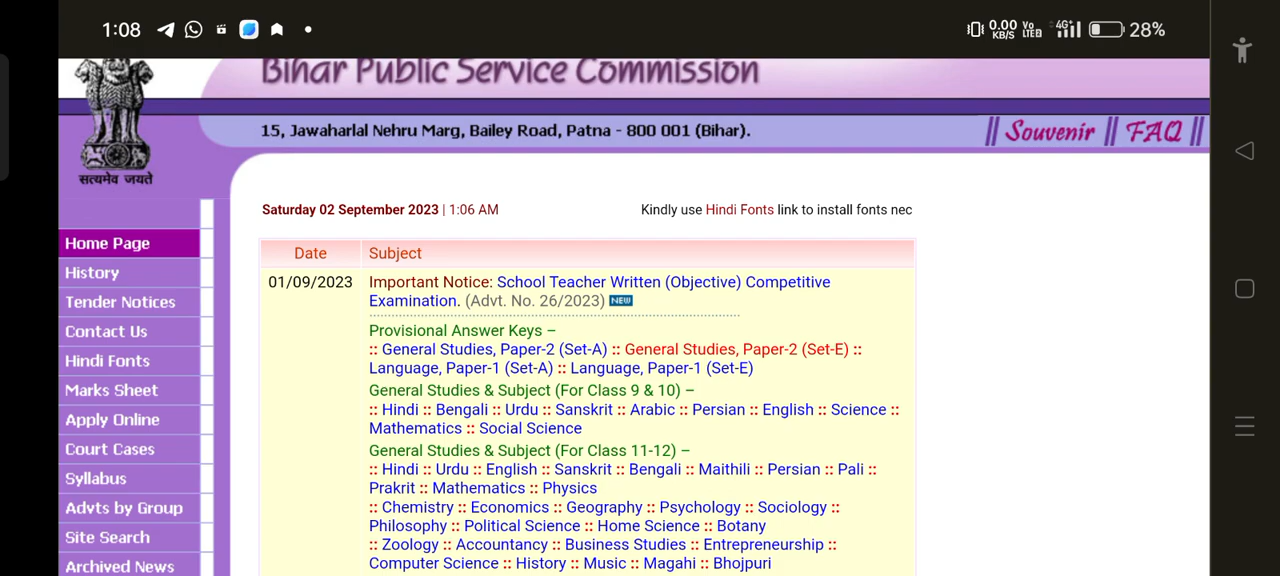 1:08 0.00 KB/S Vo LTE 2 4G+ 28%
Bihar Public Service Commission
15, Jawaharlal Nehru Marg, Bailey Road, Patna - 800 001 (Bihar). || Souvenir || FAQ ||
सत्यमेव जयते
Saturday 02 September 2023 | 1:06 AM Kindly use Hindi Fonts link to install fonts nec
Home Page
History
Tender Notices
Contact Us
Hindi Fonts
Marks Sheet
Apply Online
Court Cases
Syllabus
Advts by Group
Site Search
Archived News
Date Subject
01/09/2023 Important Notice: School Teacher Written (Objective) Competitive
Examination. (Advt. No. 26/2023) NEW
Provisional Answer Keys –
:: General Studies, Paper-2 (Set-A) :: General Studies, Paper-2 (Set-E) ::
Language, Paper-1 (Set-A) :: Language, Paper-1 (Set-E)
General Studies & Subject (For Class 9 & 10) –
:: Hindi :: Bengali :: Urdu :: Sanskrit :: Arabic :: Persian :: English :: Science ::
Mathematics :: Social Science
General Studies & Subject (For Class 11-12) –
:: Hindi :: Urdu :: English :: Sanskrit :: Bengali :: Maithili :: Persian :: Pali ::
Prakrit :: Mathematics :: Physics
:: Chemistry :: Economics :: Geography :: Psychology :: Sociology ::
Philosophy :: Political Science :: Home Science :: Botany
:: Zoology :: Accountancy :: Business Studies :: Entrepreneurship ::
Computer Science :: History :: Music :: Magahi :: Bhojpuri